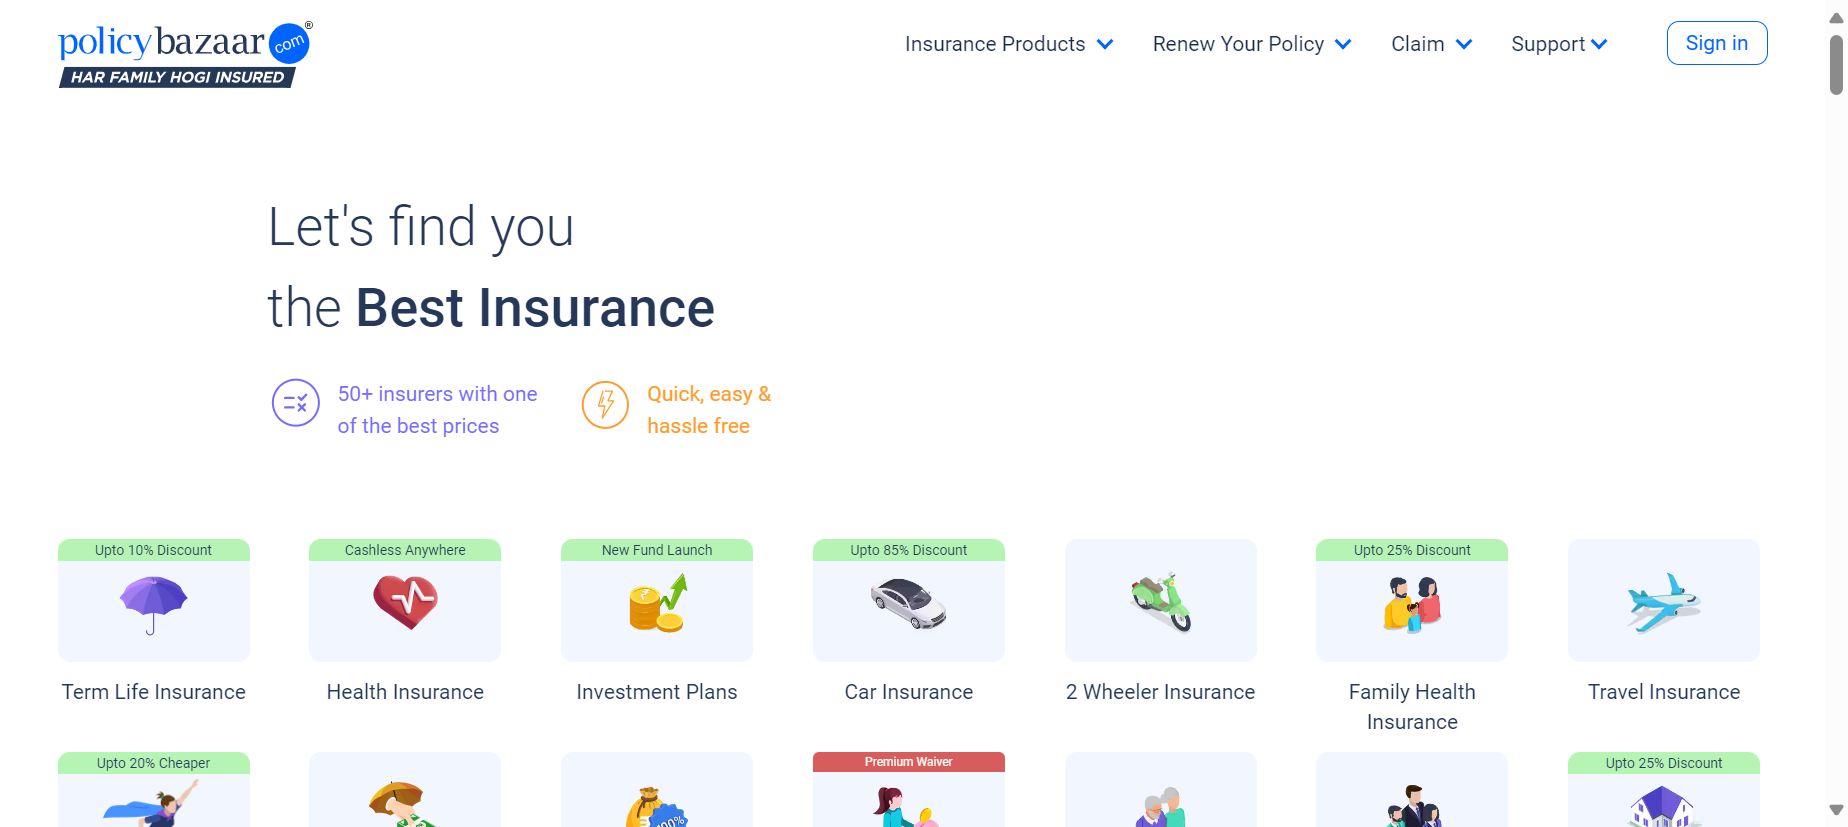 policybazaar com ®
HAR FAMILY HOGI INSURED
Insurance Products
Renew Your Policy
Claim
Support
Sign in
Let's find you
the Best Insurance
50+ insurers with one
of the best prices
Quick, easy &
hassle free
Upto 10% Discount
Cashless Anywhere
New Fund Launch
Upto 85% Discount
Upto 25% Discount
Term Life Insurance
Health Insurance
Investment Plans
Car Insurance
2 Wheeler Insurance
Family Health
Insurance
Travel Insurance
Upto 20% Cheaper
Premium Waiver
Upto 25% Discount
100%